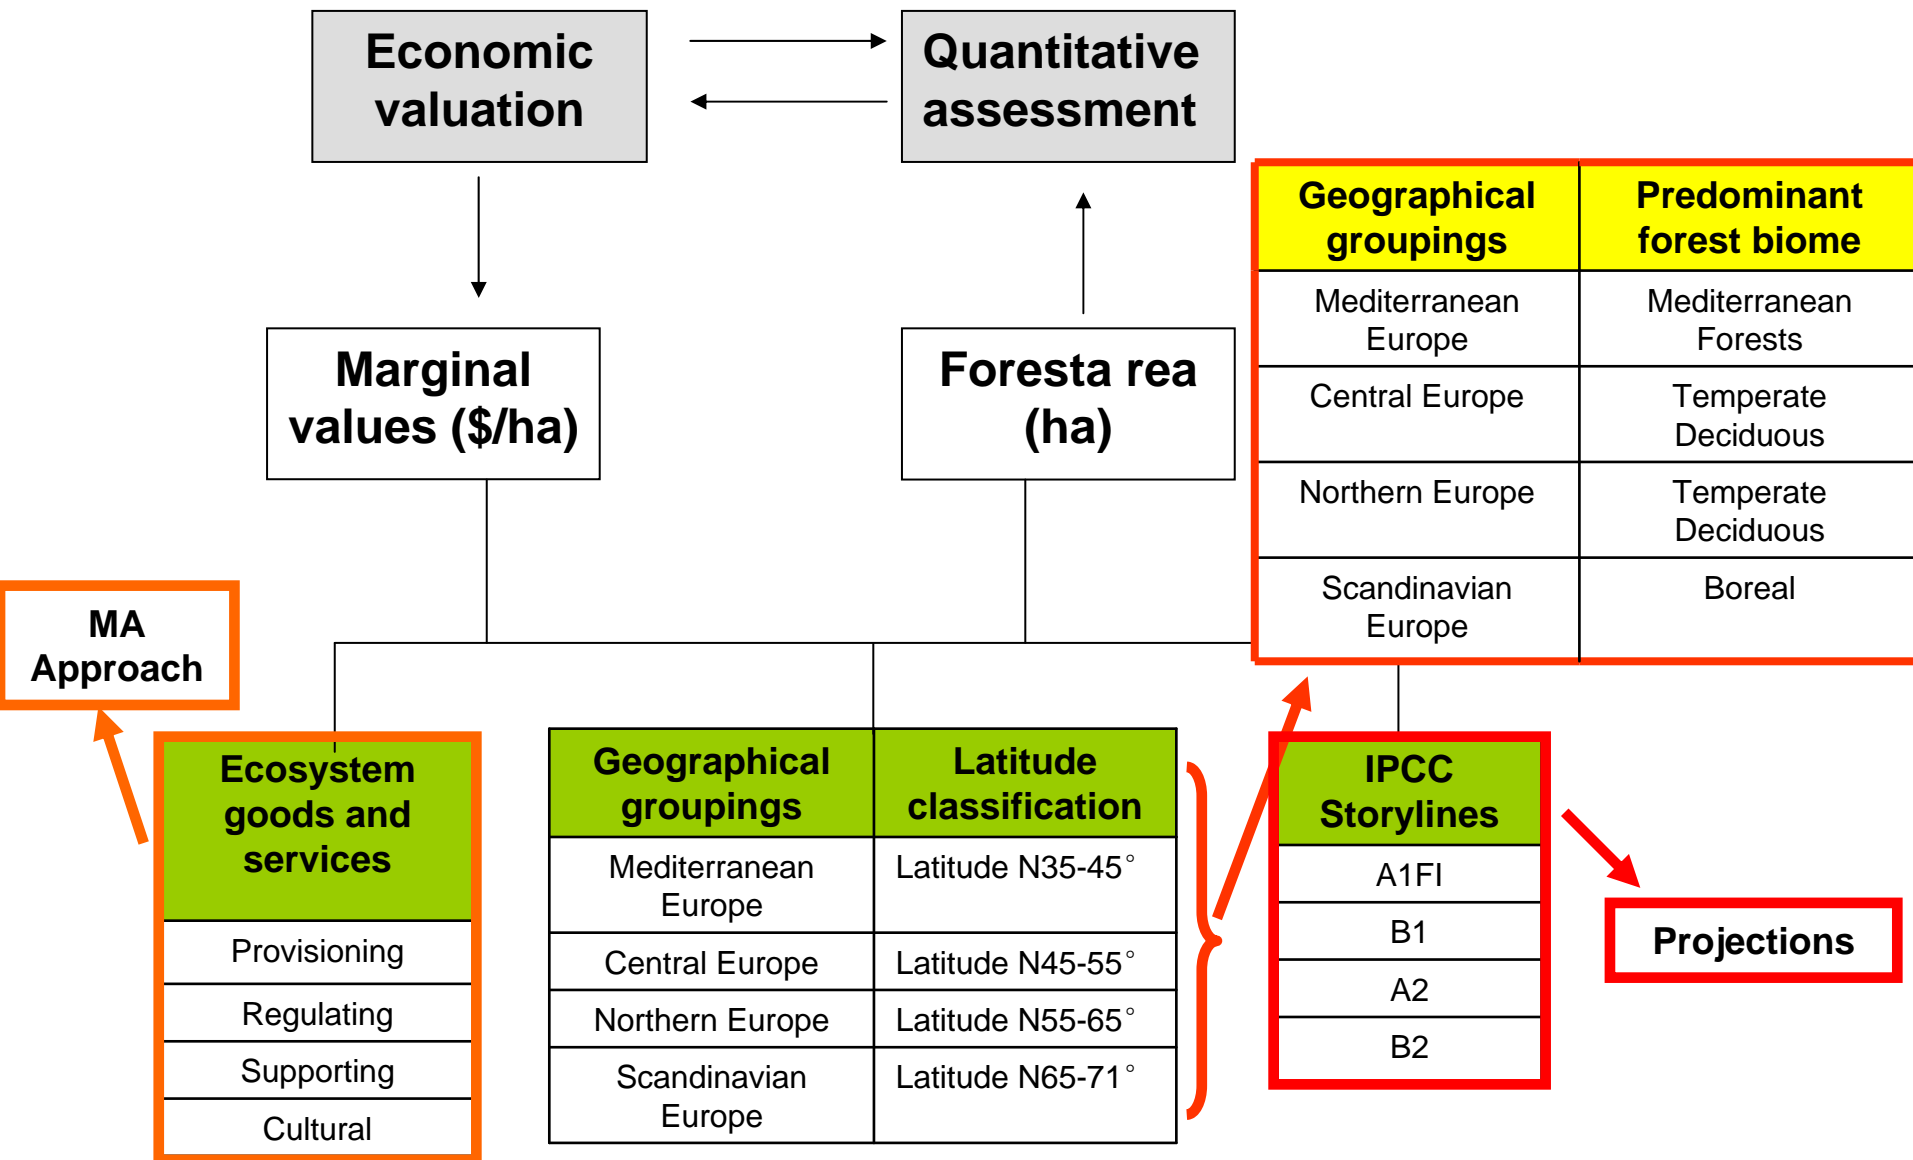 Economic
valuation
Quantitative
assessment
Geographical
groupings
Predominant
forest biome
Mediterranean
Europe
Mediterranean
Forests
Central Europe
Temperate
Deciduous
Northern Europe
Temperate
Deciduous
Scandinavian
Europe
Boreal
Marginal
values ($/ha)
Foresta rea
(ha)
MA
Approach
Ecosystem
goods and
services
Provisioning
Regulating
Supporting
Cultural
Geographical
groupings
Latitude
classification
Mediterranean
Europe
Latitude N35-45°
Central Europe
Latitude N45-55°
Northern Europe
Latitude N55-65°
Scandinavian
Europe
Latitude N65-71°
IPCC
Storylines
A1FI
B1
A2
B2
Projections